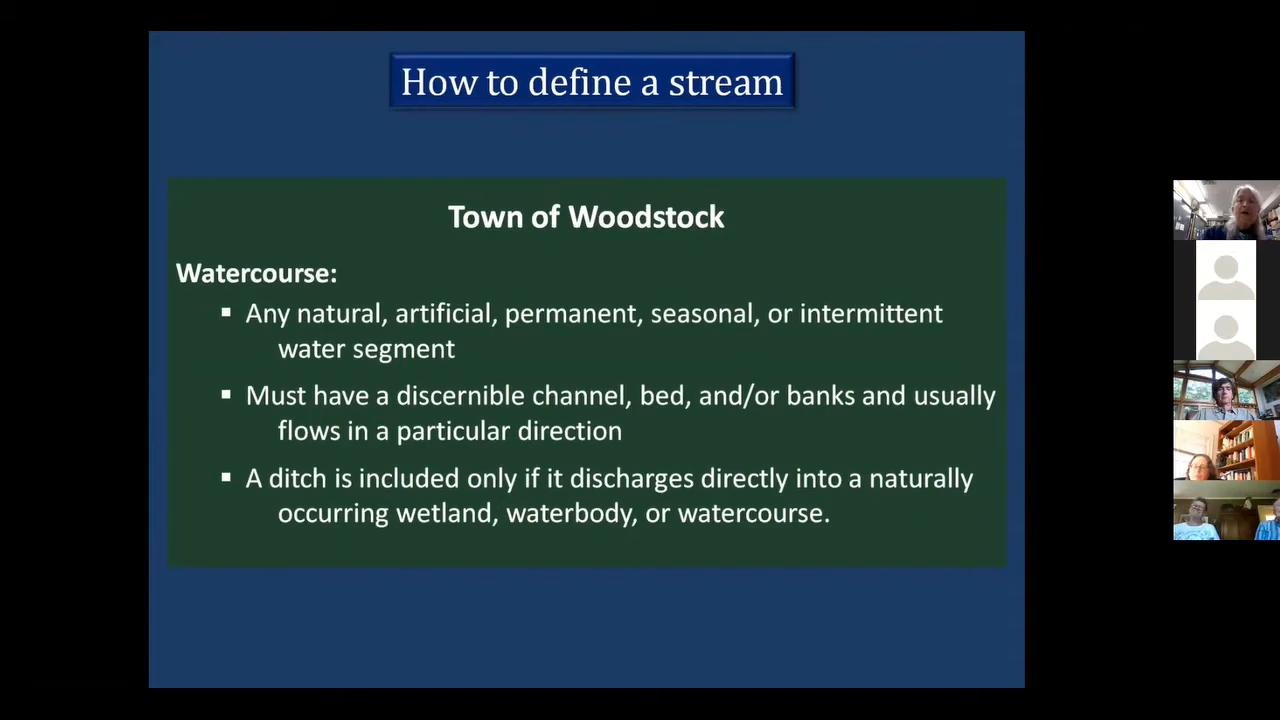 How to define a stream
Town of Woodstock
Watercourse:
▪ Any natural, artificial, permanent, seasonal, or intermittent
water segment
▪ Must have a discernible channel, bed, and/or banks and usually
flows in a particular direction
▪ A ditch is included only if it discharges directly into a naturally
occurring wetland, waterbody, or watercourse.